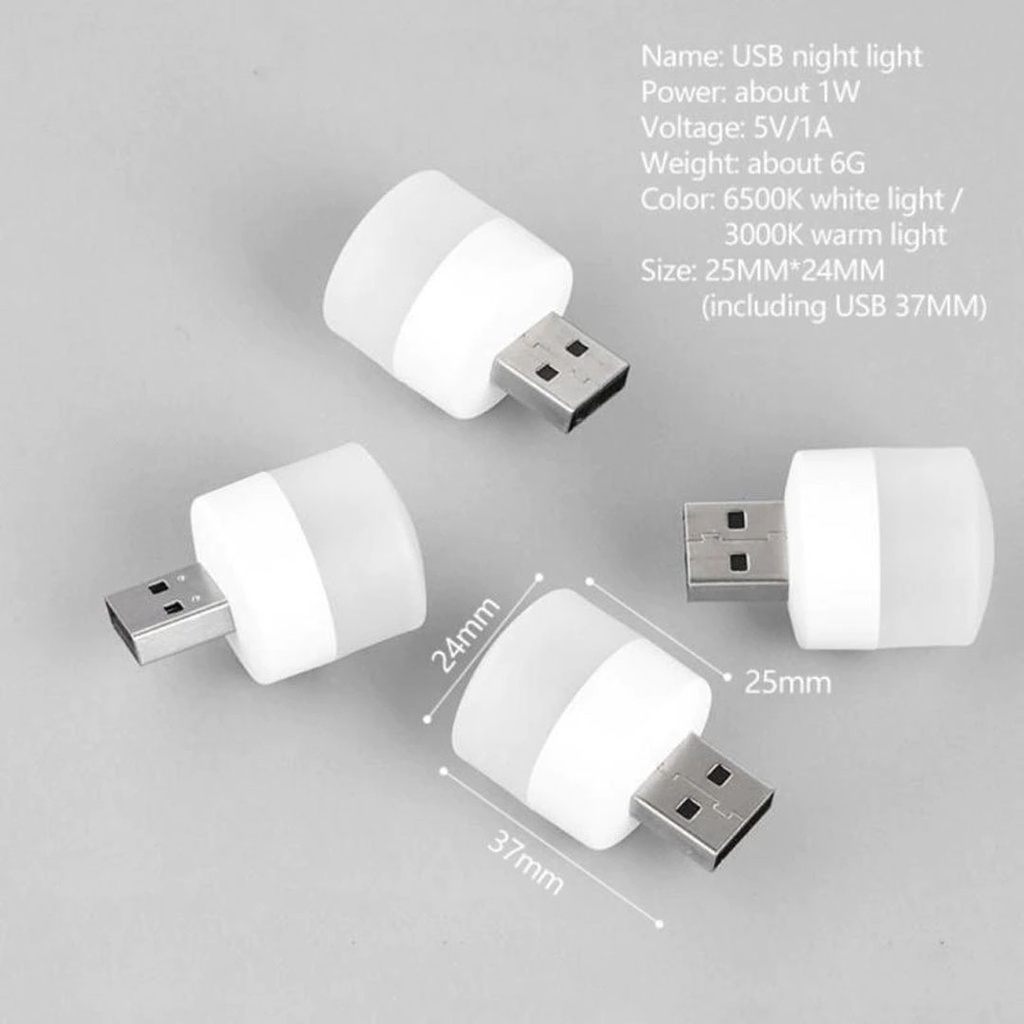 Name: USB night light
Power: about 1W
Voltage: 5V/1A
Weight: about 6G
Color: 6500K white light /
3000K warm light
Size: 25MM*24MM
(including USB 37MM)
24mm
25mm
37mm